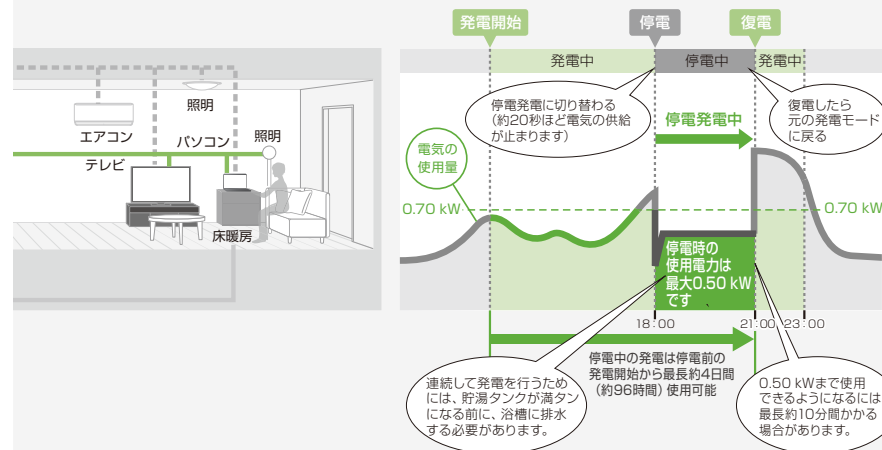 照明
エアコン
パソコン
照明
テレビ
床暖房
発電開始
停電
復電
発電中
停電中
発電中
停電発電に切り替わる
（約20秒ほど電気の供給
が止まります）
停電発電中
復電したら
元の発電モード
に戻る
電気の
使用量
0.70 kW
0.70 kW
停電時の
使用電力は
最大0.50 kW
です
18：00
21：00
23：00
停電中の発電は停電前の
発電開始から最長約4日間
（約96時間）使用可能
連続して発電を行うため
には、貯湯タンクが満タン
になる前に、浴槽に排水
する必要があります。
0.50 kWまで使用
できるようになるには
最長約10分間かかる
場合があります。